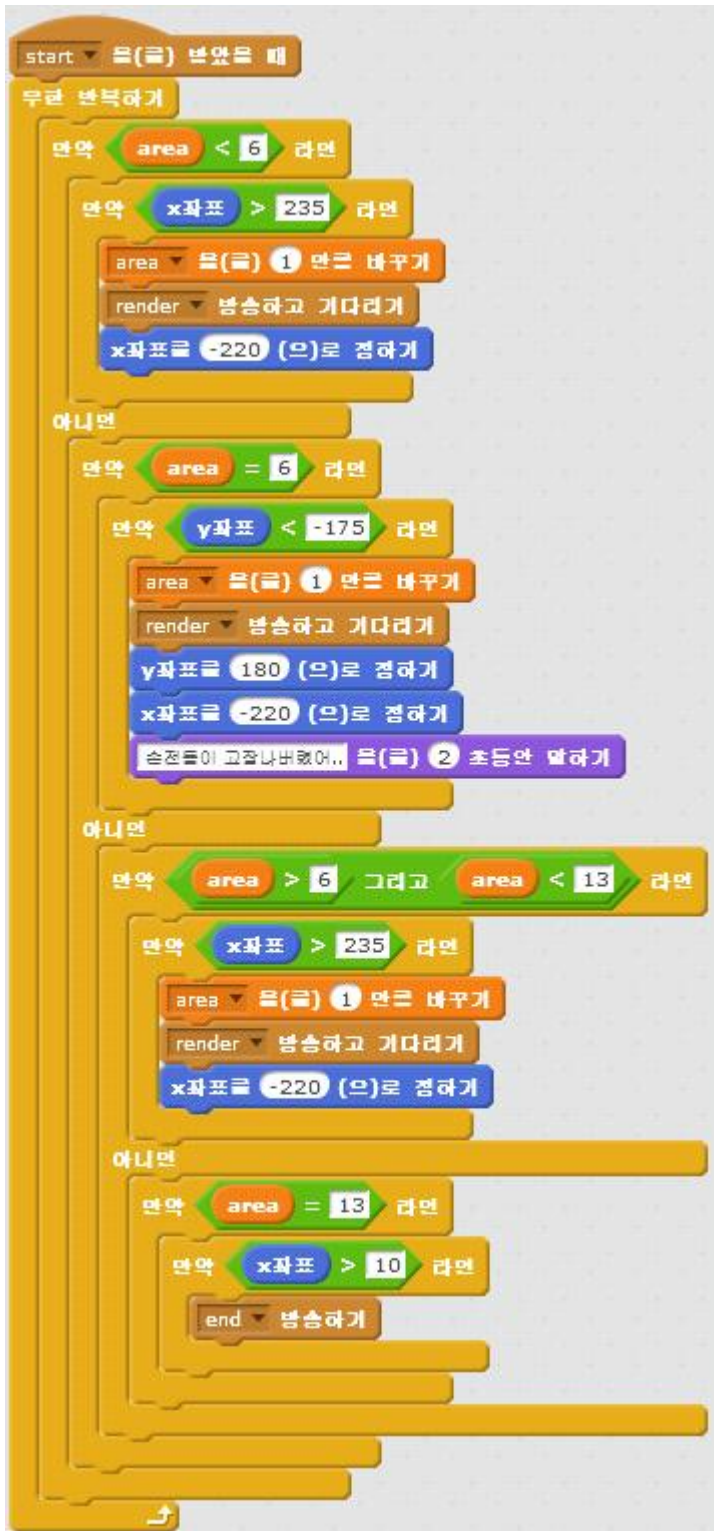 start 을(를) 받았을 때
무한 반복하기
만약 area < 6 라면
만약 x좌표 > 235 라면
area 을(를) 1 만큼 바꾸기
render 방송하고 기다리기
x좌표를 -220 (으)로 정하기
아니면
만약 area = 6 라면
만약 y좌표 < -175 라면
area 을(를) 1 만큼 바꾸기
render 방송하고 기다리기
y좌표를 180 (으)로 정하기
x좌표를 -220 (으)로 정하기
손전등이 고장나버렸어.. 을(를) 2 초동안 말하기
아니면
만약 area > 6 그리고 area < 13 라면
만약 x좌표 > 235 라면
area 을(를) 1 만큼 바꾸기
render 방송하고 기다리기
x좌표를 -220 (으)로 정하기
아니면
만약 area = 13 라면
만약 x좌표 > 10 라면
end 방송하기